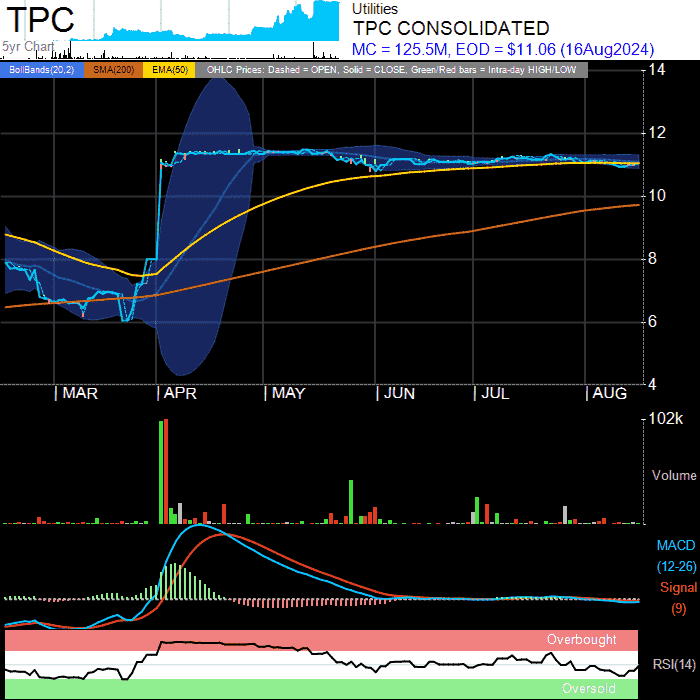 TPC
5yr Chart
Utilities
TPC CONSOLIDATED
MC = 125.5M, EOD = $11.06 (16Aug2024)
BollBands(20,2) SMA(200) EMA(50) OHLC Prices: Dashed = OPEN, Solid = CLOSE, Green/Red bars = Intra-day HIGH/LOW
14
12
10
8
6
4
MAR APR MAY JUN JUL AUG
102k
Volume
MACD
(12-26)
Signal
(9)
Overbought
RSI(14)
Oversold